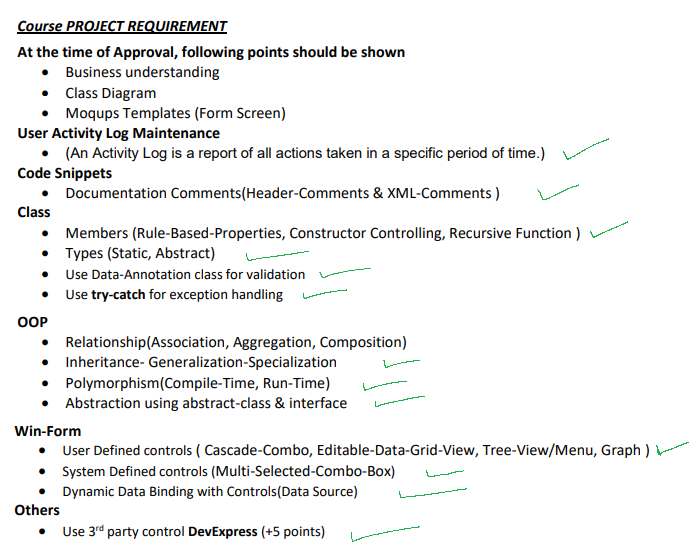 Course PROJECT REQUIREMENT
At the time of Approval, following points should be shown
• Business understanding
• Class Diagram
• Moqups Templates (Form Screen)
User Activity Log Maintenance
• (An Activity Log is a report of all actions taken in a specific period of time.)
Code Snippets
• Documentation Comments(Header-Comments & XML-Comments )
Class
• Members (Rule-Based-Properties, Constructor Controlling, Recursive Function )
• Types (Static, Abstract)
• Use Data-Annotation class for validation
• Use try-catch for exception handling
OOP
• Relationship(Association, Aggregation, Composition)
• Inheritance- Generalization-Specialization
• Polymorphism(Compile-Time, Run-Time)
• Abstraction using abstract-class & interface
Win-Form
• User Defined controls ( Cascade-Combo, Editable-Data-Grid-View, Tree-View/Menu, Graph )
• System Defined controls (Multi-Selected-Combo-Box)
• Dynamic Data Binding with Controls(Data Source)
Others
• Use 3rd party control DevExpress (+5 points)